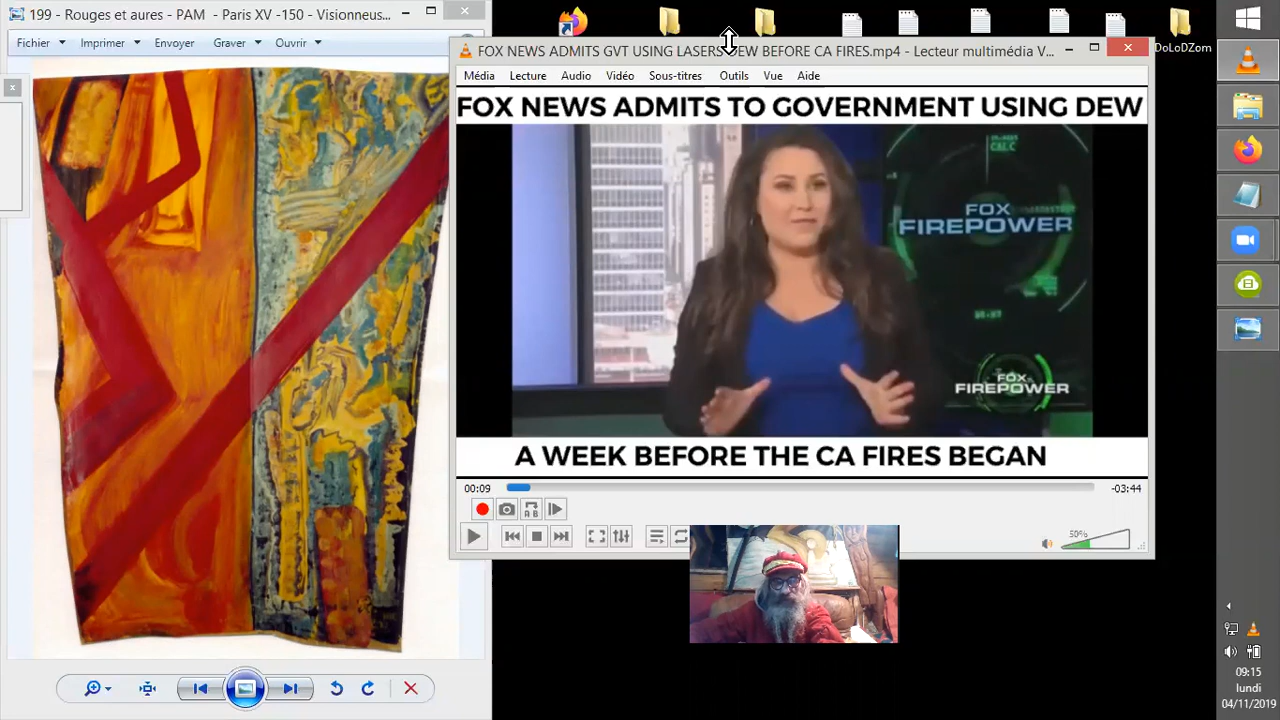 199 - Rouges et aures - PAM - Paris XV - 150 - Visionneus...
Fichier Imprimer Envoyer Graver Ouvrir
DoLoDZom
FOX NEWS ADMITS GVT USING LASERS DEW BEFORE CA FIRES.mp4 - Lecteur multimédia V...
Média Lecture Audio Vidéo Sous-titres Outils Vue Aide
FOX NEWS ADMITS TO GOVERNMENT USING DEW
CALC
FOX
FIREPOWER
FOX
FIREPOWER
A WEEK BEFORE THE CA FIRES BEGAN
00:09 -03:44
AB
50%
09:15
lundi
04/11/2019